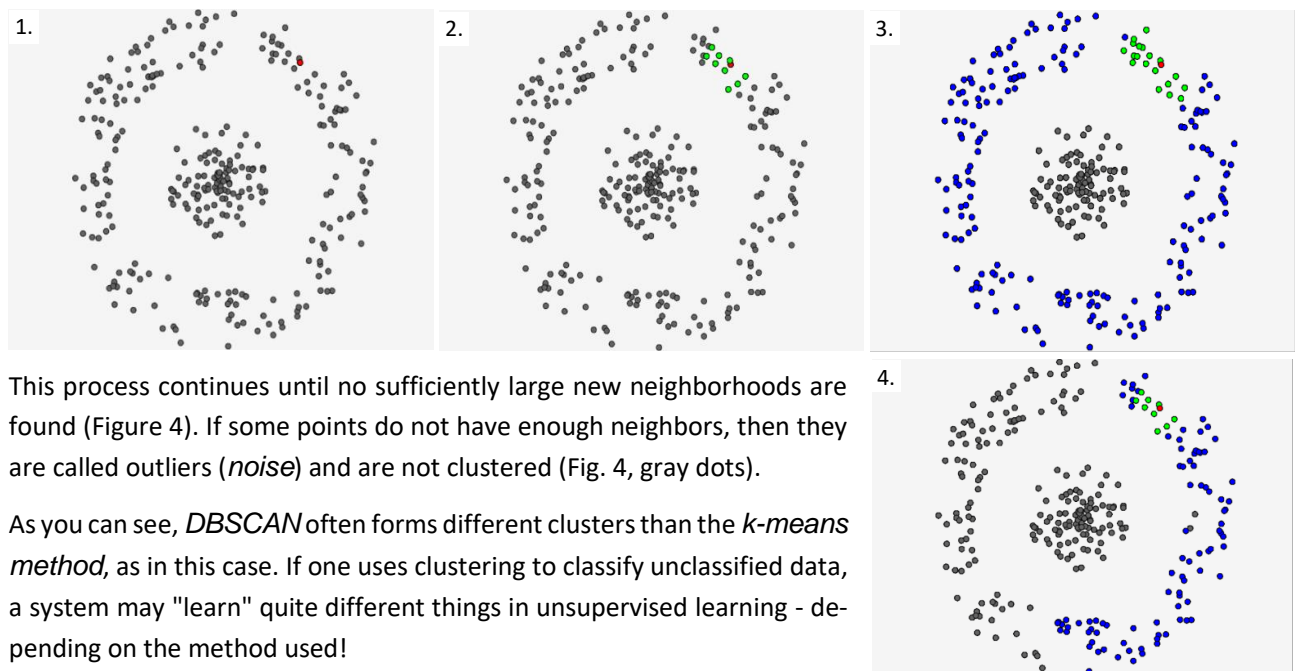 1.
2.
3.
This process continues until no sufficiently large new neighborhoods are
found (Figure 4). If some points do not have enough neighbors, then they
are called outliers (noise) and are not clustered (Fig. 4, gray dots).
As you can see, DBSCAN often forms different clusters than the k-means
method, as in this case. If one uses clustering to classify unclassified data,
a system may "learn" quite different things in unsupervised learning - de-
pending on the method used!
4.